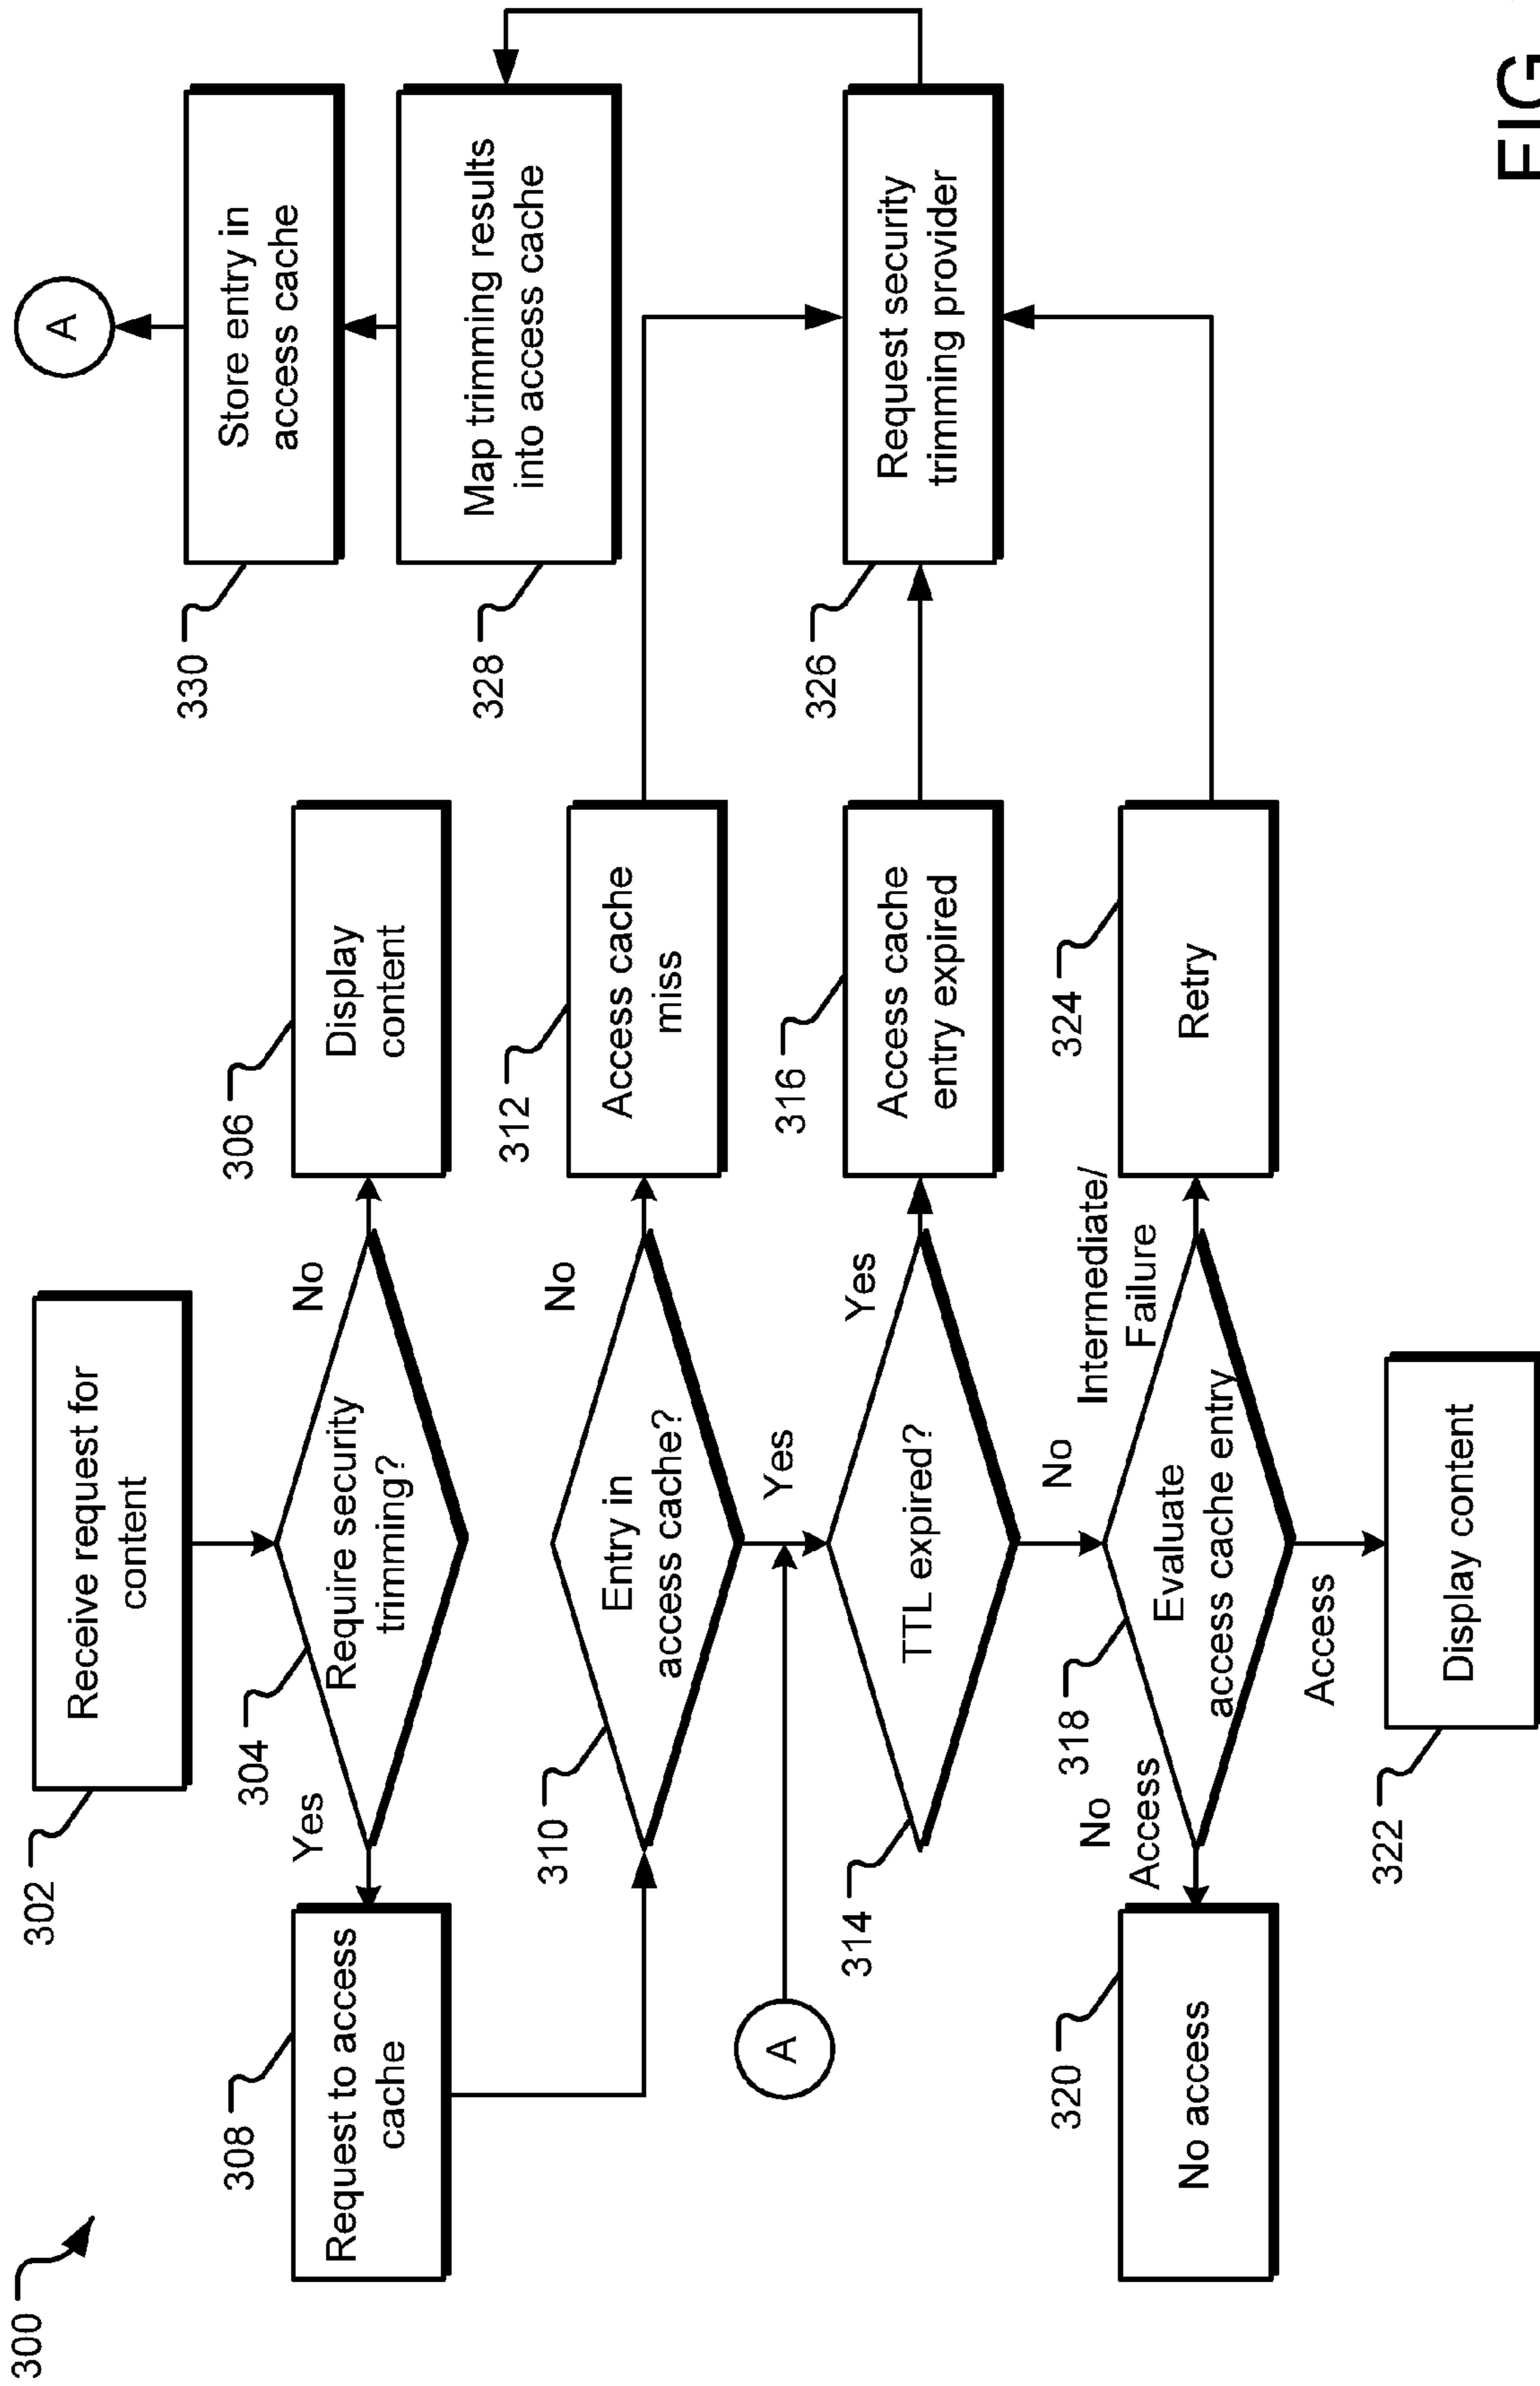 300
302
Receive request for
content
304
Require security
trimming?
Yes
No
306
Display
content
308
Request to access
cache
310
Entry in
access cache?
No
Yes
312
Access cache
miss
A
314
TTL expired?
Yes
No
316
Access cache
entry expired
318
Evaluate
access cache entry
No
Access
Intermediate/
Failure
Access
320
No access
322
Display content
324
Retry
326
Request security
trimming provider
328
Map trimming results
into access cache
330
Store entry in
access cache
A
FIG